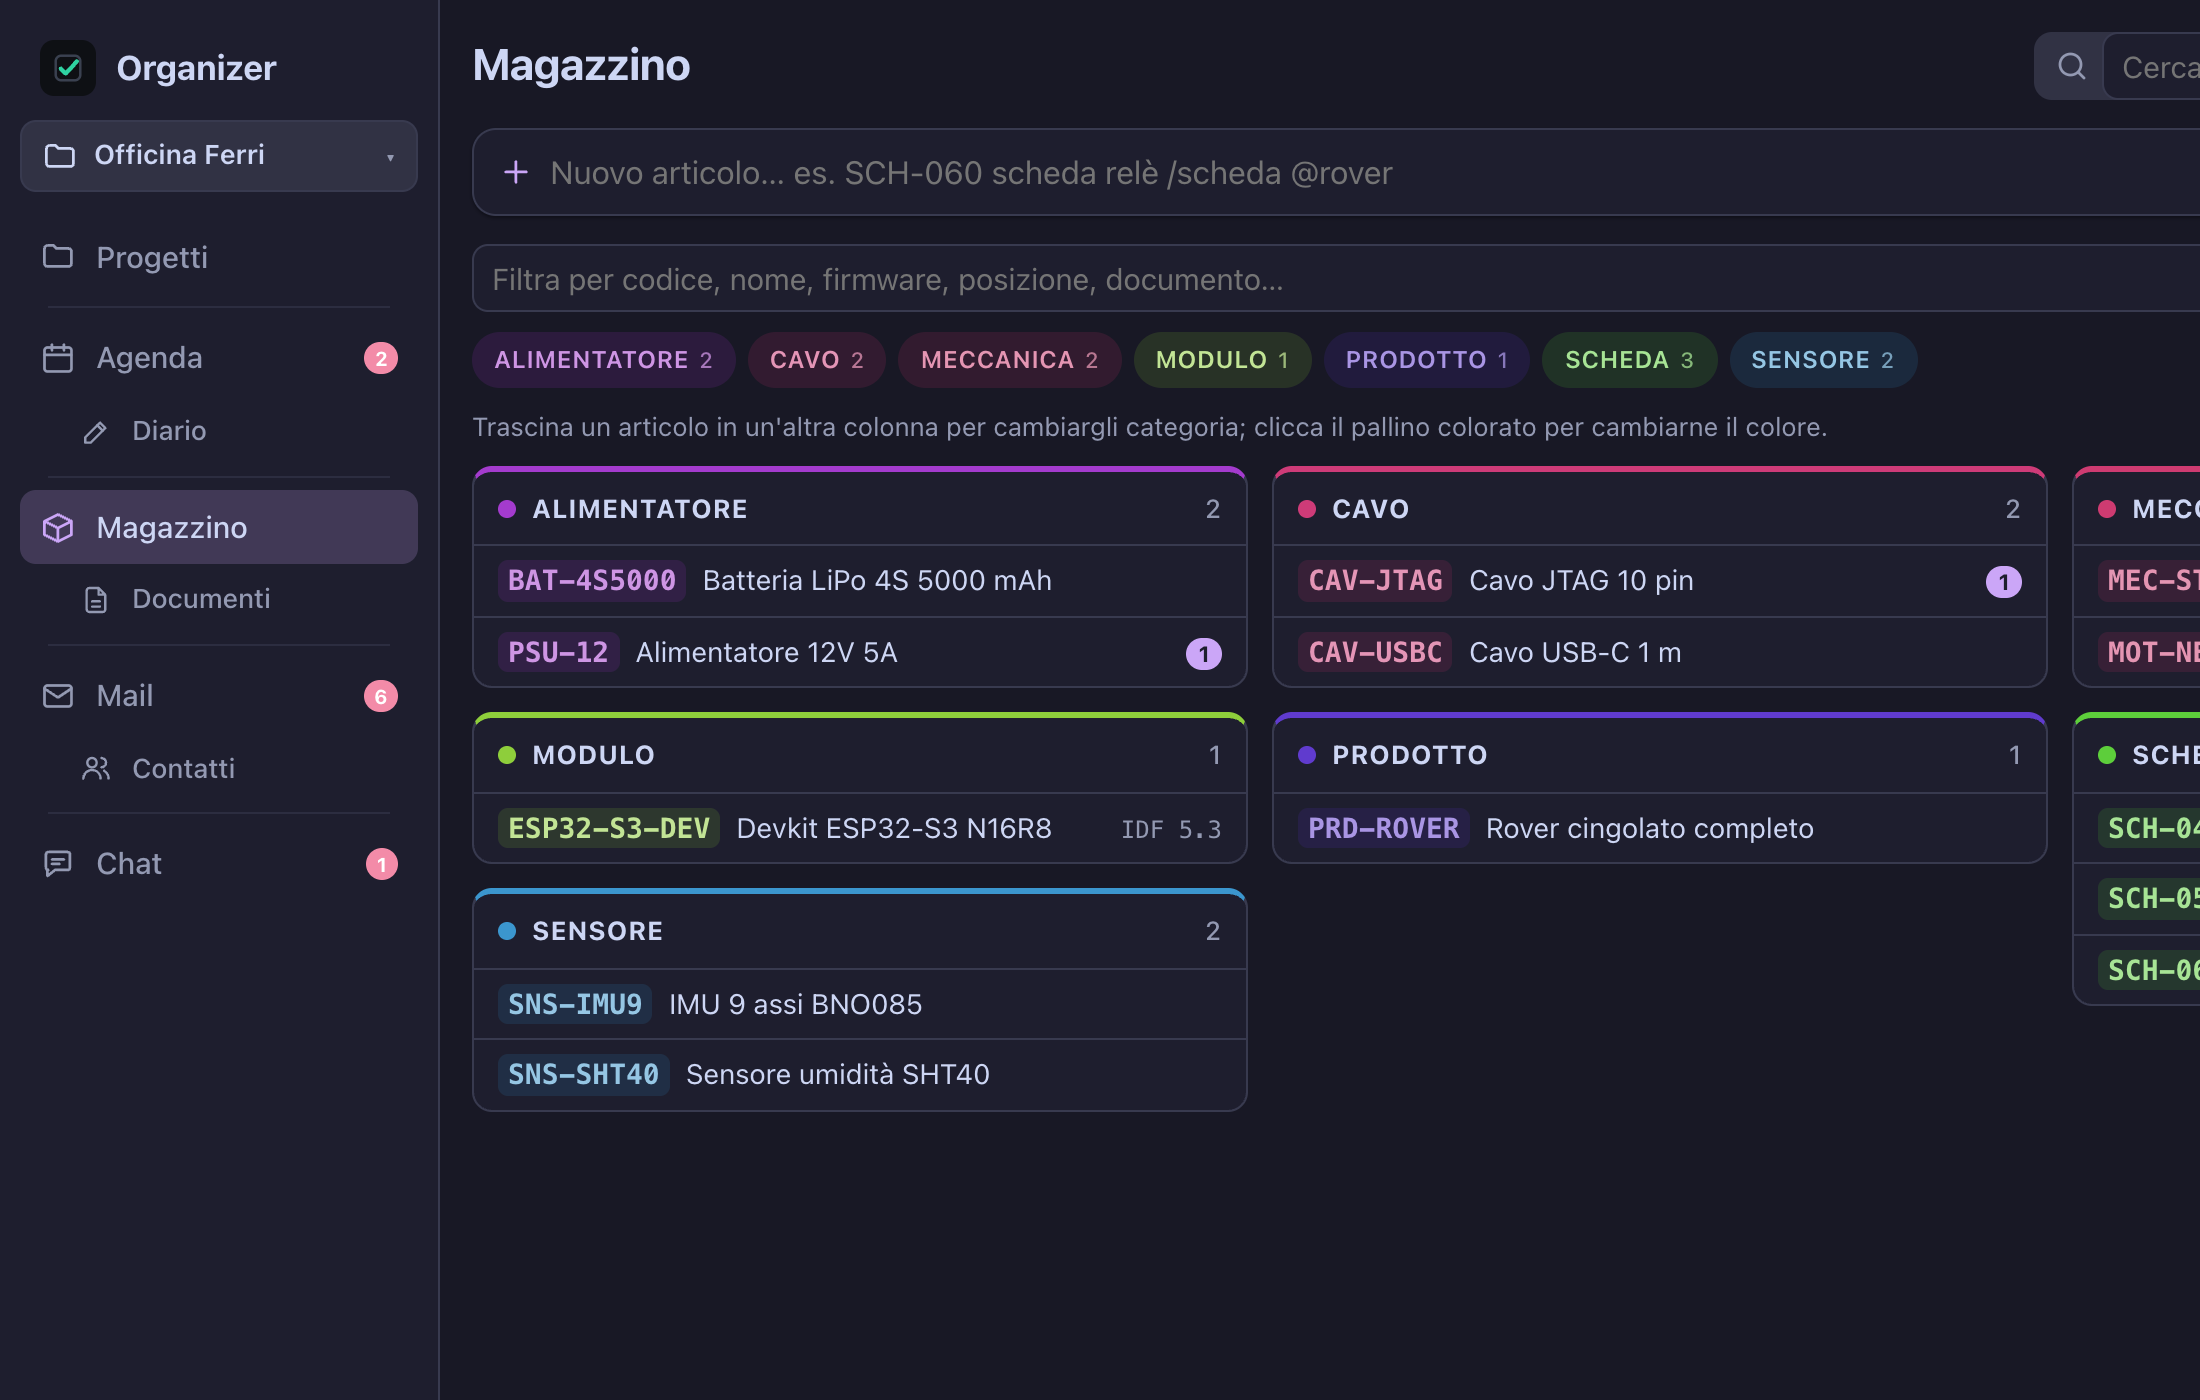 Organizer
Officina Ferri
Progetti
Agenda 2
Diario
Magazzino
Documenti
Mail 6
Contatti
Chat 1
Magazzino
Cerca
Nuovo articolo... es. SCH-060 scheda relè /scheda @rover
Filtra per codice, nome, firmware, posizione, documento...
ALIMENTATORE 2 CAVO 2 MECCANICA 2 MODULO 1 PRODOTTO 1 SCHEDA 3 SENSORE 2
Trascina un articolo in un'altra colonna per cambiargli categoria; clicca il pallino colorato per cambiarne il colore.
ALIMENTATORE 2
BAT-4S5000 Batteria LiPo 4S 5000 mAh
PSU-12 Alimentatore 12V 5A 1
CAVO 2
CAV-JTAG Cavo JTAG 10 pin 1
CAV-USBC Cavo USB-C 1 m
MODULO 1
ESP32-S3-DEV Devkit ESP32-S3 N16R8 IDF 5.3
PRODOTTO 1
PRD-ROVER Rover cingolato completo
SENSORE 2
SNS-IMU9 IMU 9 assi BNO085
SNS-SHT40 Sensore umidità SHT40